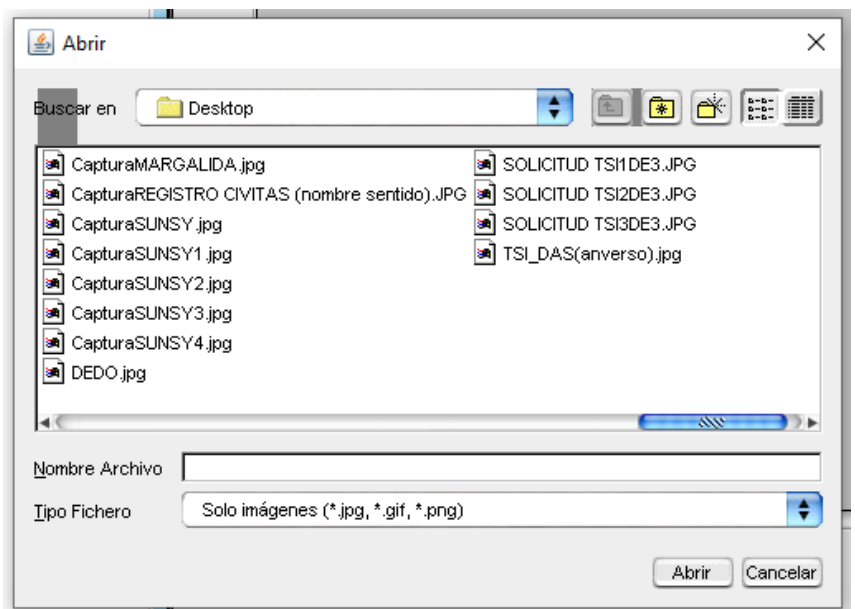 Abrir
Buscar en
Desktop
CapturaMARGALIDA.jpg
CapturaREGISTRO CIVITAS (nombre sentido).JPG
CapturaSUNSY.jpg
CapturaSUNSY1.jpg
CapturaSUNSY2.jpg
CapturaSUNSY3.jpg
CapturaSUNSY4.jpg
DEDO.jpg
SOLICITUD TSI1DE3.JPG
SOLICITUD TSI2DE3.JPG
SOLICITUD TSI3DE3.JPG
TSI_DAS(anverso).jpg
Nombre Archivo
Tipo Fichero
Solo imágenes (*.jpg, *.gif, *.png)
Abrir
Cancelar